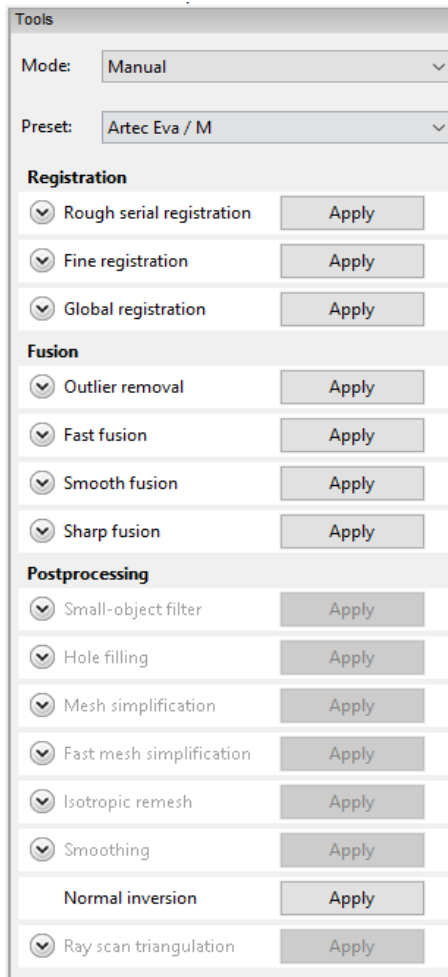 Tools
Mode: Manual
Preset: Artec Eva / M
Registration
Rough serial registration Apply
Fine registration Apply
Global registration Apply
Fusion
Outlier removal Apply
Fast fusion Apply
Smooth fusion Apply
Sharp fusion Apply
Postprocessing
Small-object filter Apply
Hole filling Apply
Mesh simplification Apply
Fast mesh simplification Apply
Isotropic remesh Apply
Smoothing Apply
Normal inversion Apply
Ray scan triangulation Apply